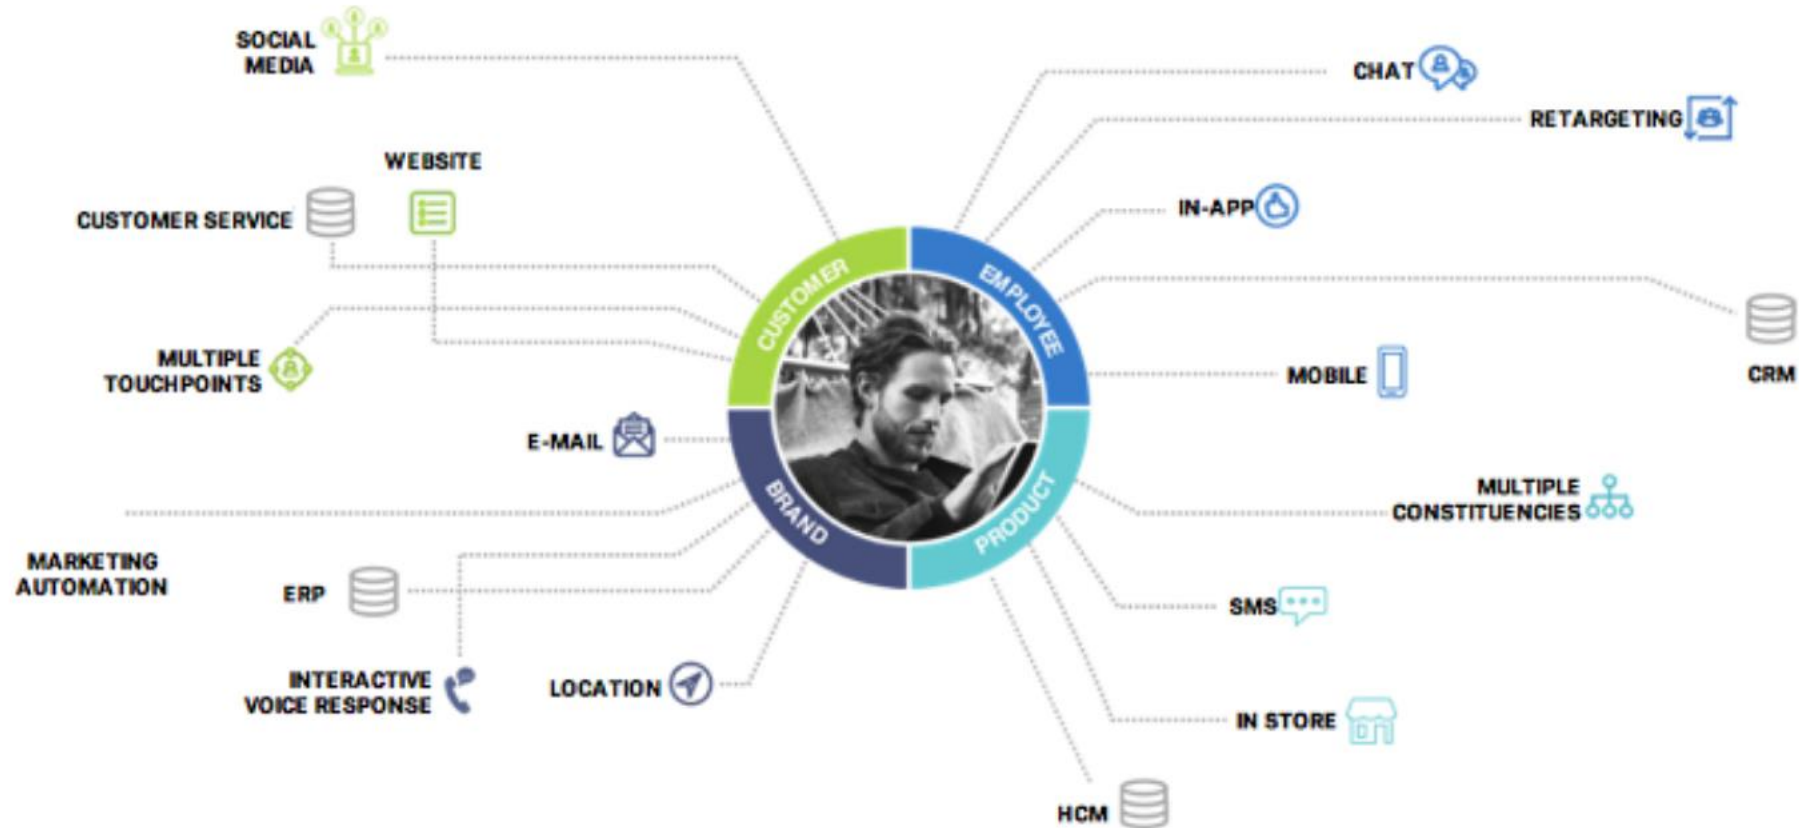 SOCIAL
MEDIA
CHAT
RETARGETING
WEBSITE
CUSTOMER SERVICE
IN-APP
CUSTOMER
EMPLOYEE
MULTIPLE
TOUCHPOINTS
MOBILE
CRM
E-MAIL
BRAND
PRODUCT
MULTIPLE
CONSTITUENCIES
MARKETING
AUTOMATION
ERP
SMS
INTERACTIVE
VOICE RESPONSE
LOCATION
IN STORE
HCM